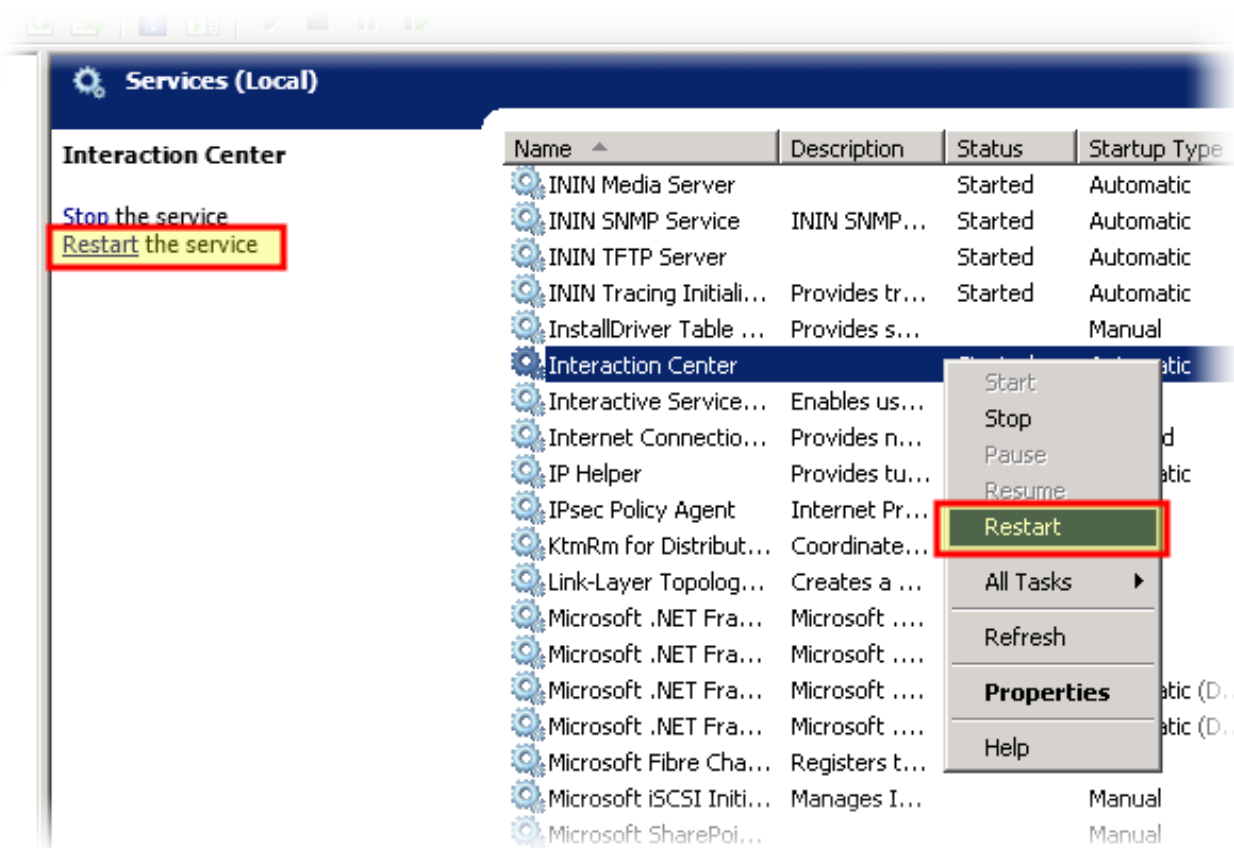 Services (Local)
Interaction Center
Stop the service
Restart the service
Name Description Status Startup Type
ININ Media Server Started Automatic
ININ SNMP Service ININ SNMP... Started Automatic
ININ TFTP Server Started Automatic
ININ Tracing Initiali... Provides tr... Started Automatic
InstallDriver Table ... Provides s... Manual
Interaction Center atic
Interactive Service... Enables us...
Internet Connectio... Provides n... d
IP Helper Provides tu... atic
IPsec Policy Agent Internet Pr...
KtmRm for Distribut... Coordinate...
Link-Layer Topolog... Creates a ...
Microsoft .NET Fra... Microsoft ....
Microsoft .NET Fra... Microsoft ....
Microsoft .NET Fra... Microsoft .... atic (D...
Microsoft .NET Fra... Microsoft .... atic (D...
Microsoft Fibre Cha... Registers t...
Microsoft iSCSI Initi... Manages I... Manual
Microsoft SharePoi... Manual
Start
Stop
Pause
Resume
Restart
All Tasks
Refresh
Properties
Help